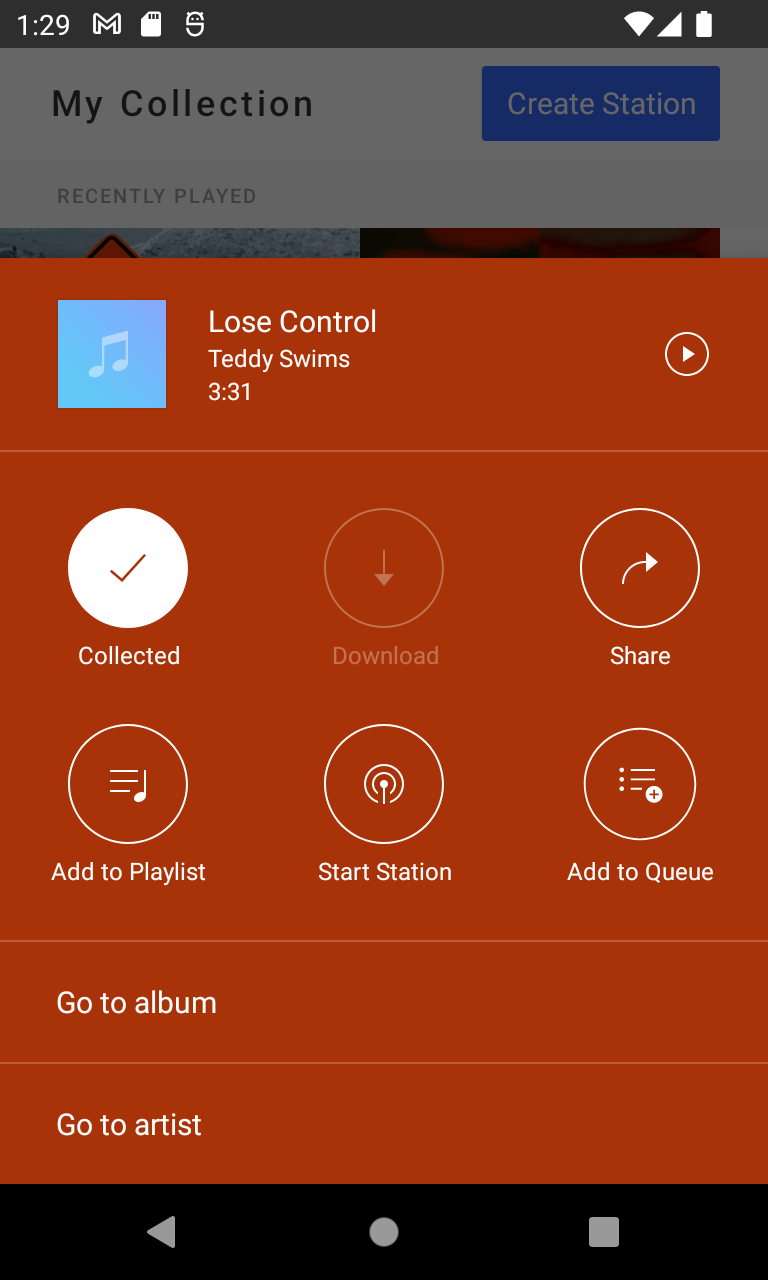 1:29
My Collection
Create Station
RECENTLY PLAYED
Lose Control
Teddy Swims
3:31
Collected
Download
Share
Add to Playlist
Start Station
Add to Queue
Go to album
Go to artist